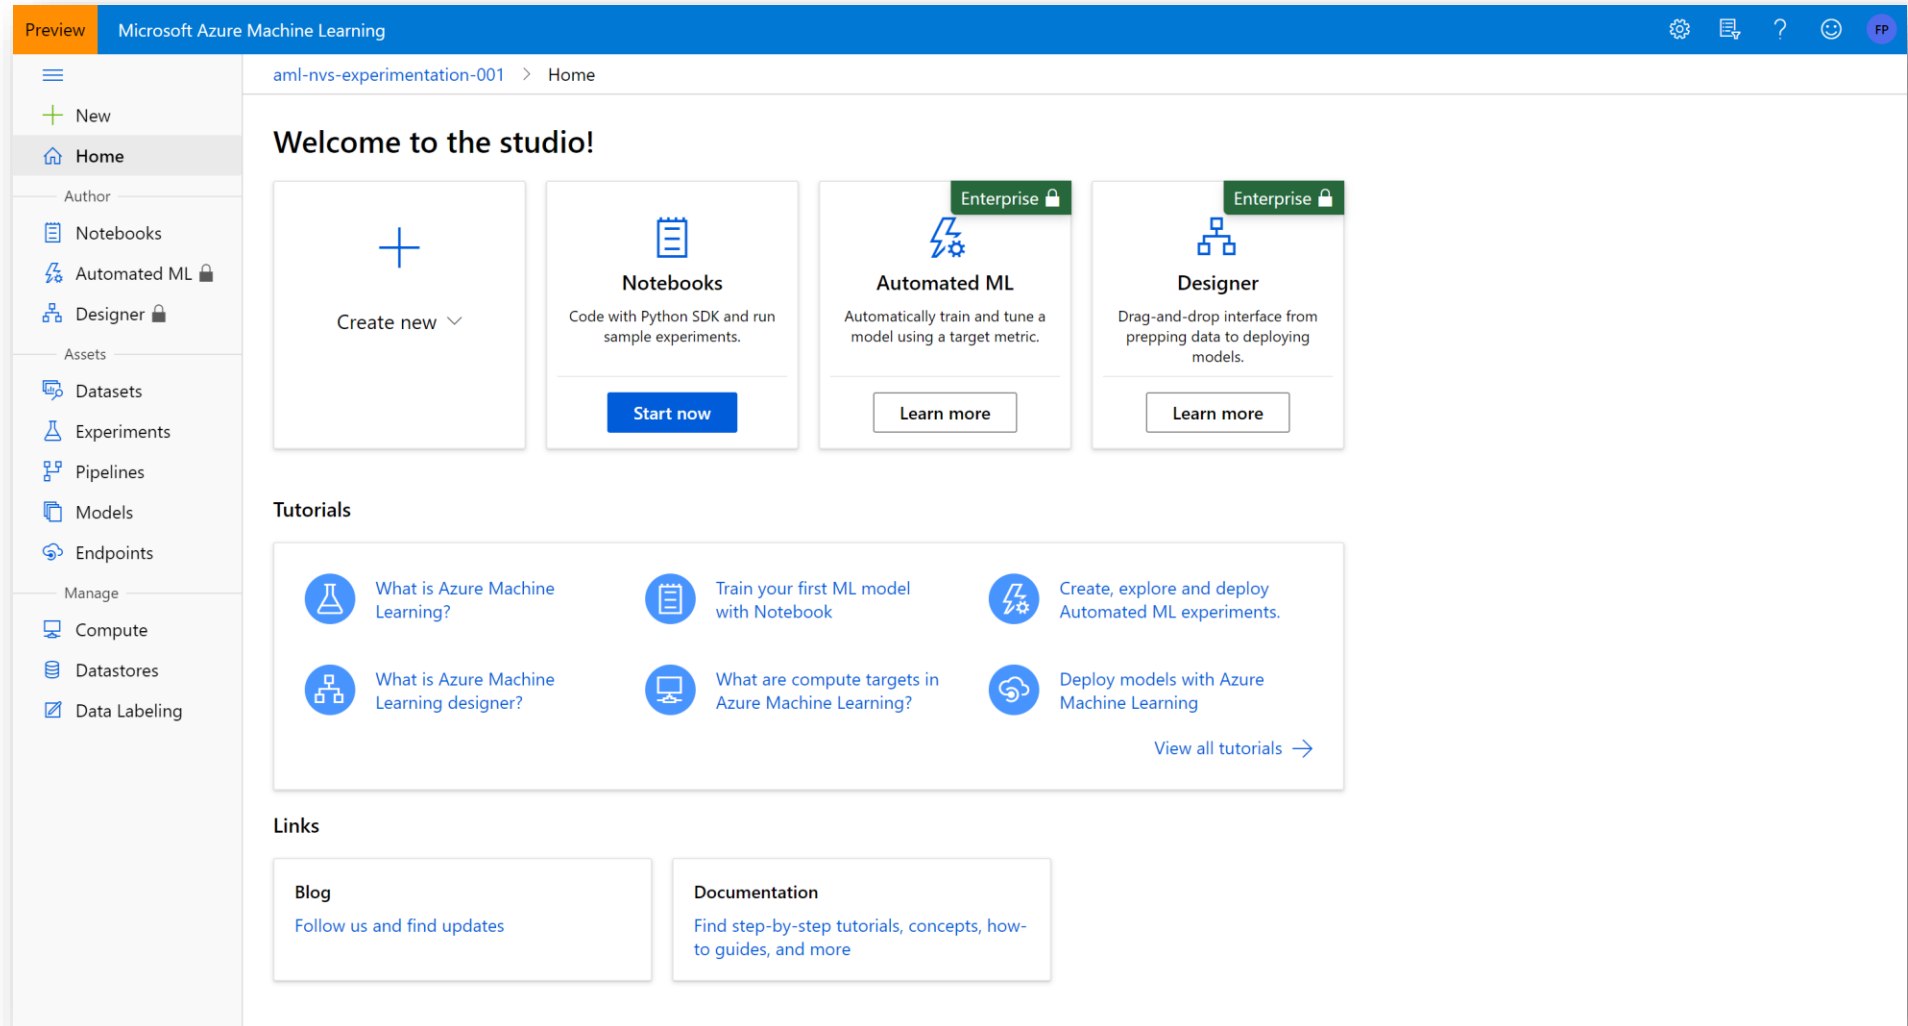 Preview
Microsoft Azure Machine Learning
FP
aml-nvs-experimentation-001 > Home
New
Home
Author
Notebooks
Automated ML
Designer
Assets
Datasets
Experiments
Pipelines
Models
Endpoints
Manage
Compute
Datastores
Data Labeling
Welcome to the studio!
Create new
Notebooks
Code with Python SDK and run
sample experiments.
Start now
Enterprise
Automated ML
Automatically train and tune a
model using a target metric.
Learn more
Enterprise
Designer
Drag-and-drop interface from
prepping data to deploying
models.
Learn more
Tutorials
What is Azure Machine
Learning?
Train your first ML model
with Notebook
Create, explore and deploy
Automated ML experiments.
What is Azure Machine
Learning designer?
What are compute targets in
Azure Machine Learning?
Deploy models with Azure
Machine Learning
View all tutorials
Links
Blog
Follow us and find updates
Documentation
Find step-by-step tutorials, concepts, how-
to guides, and more